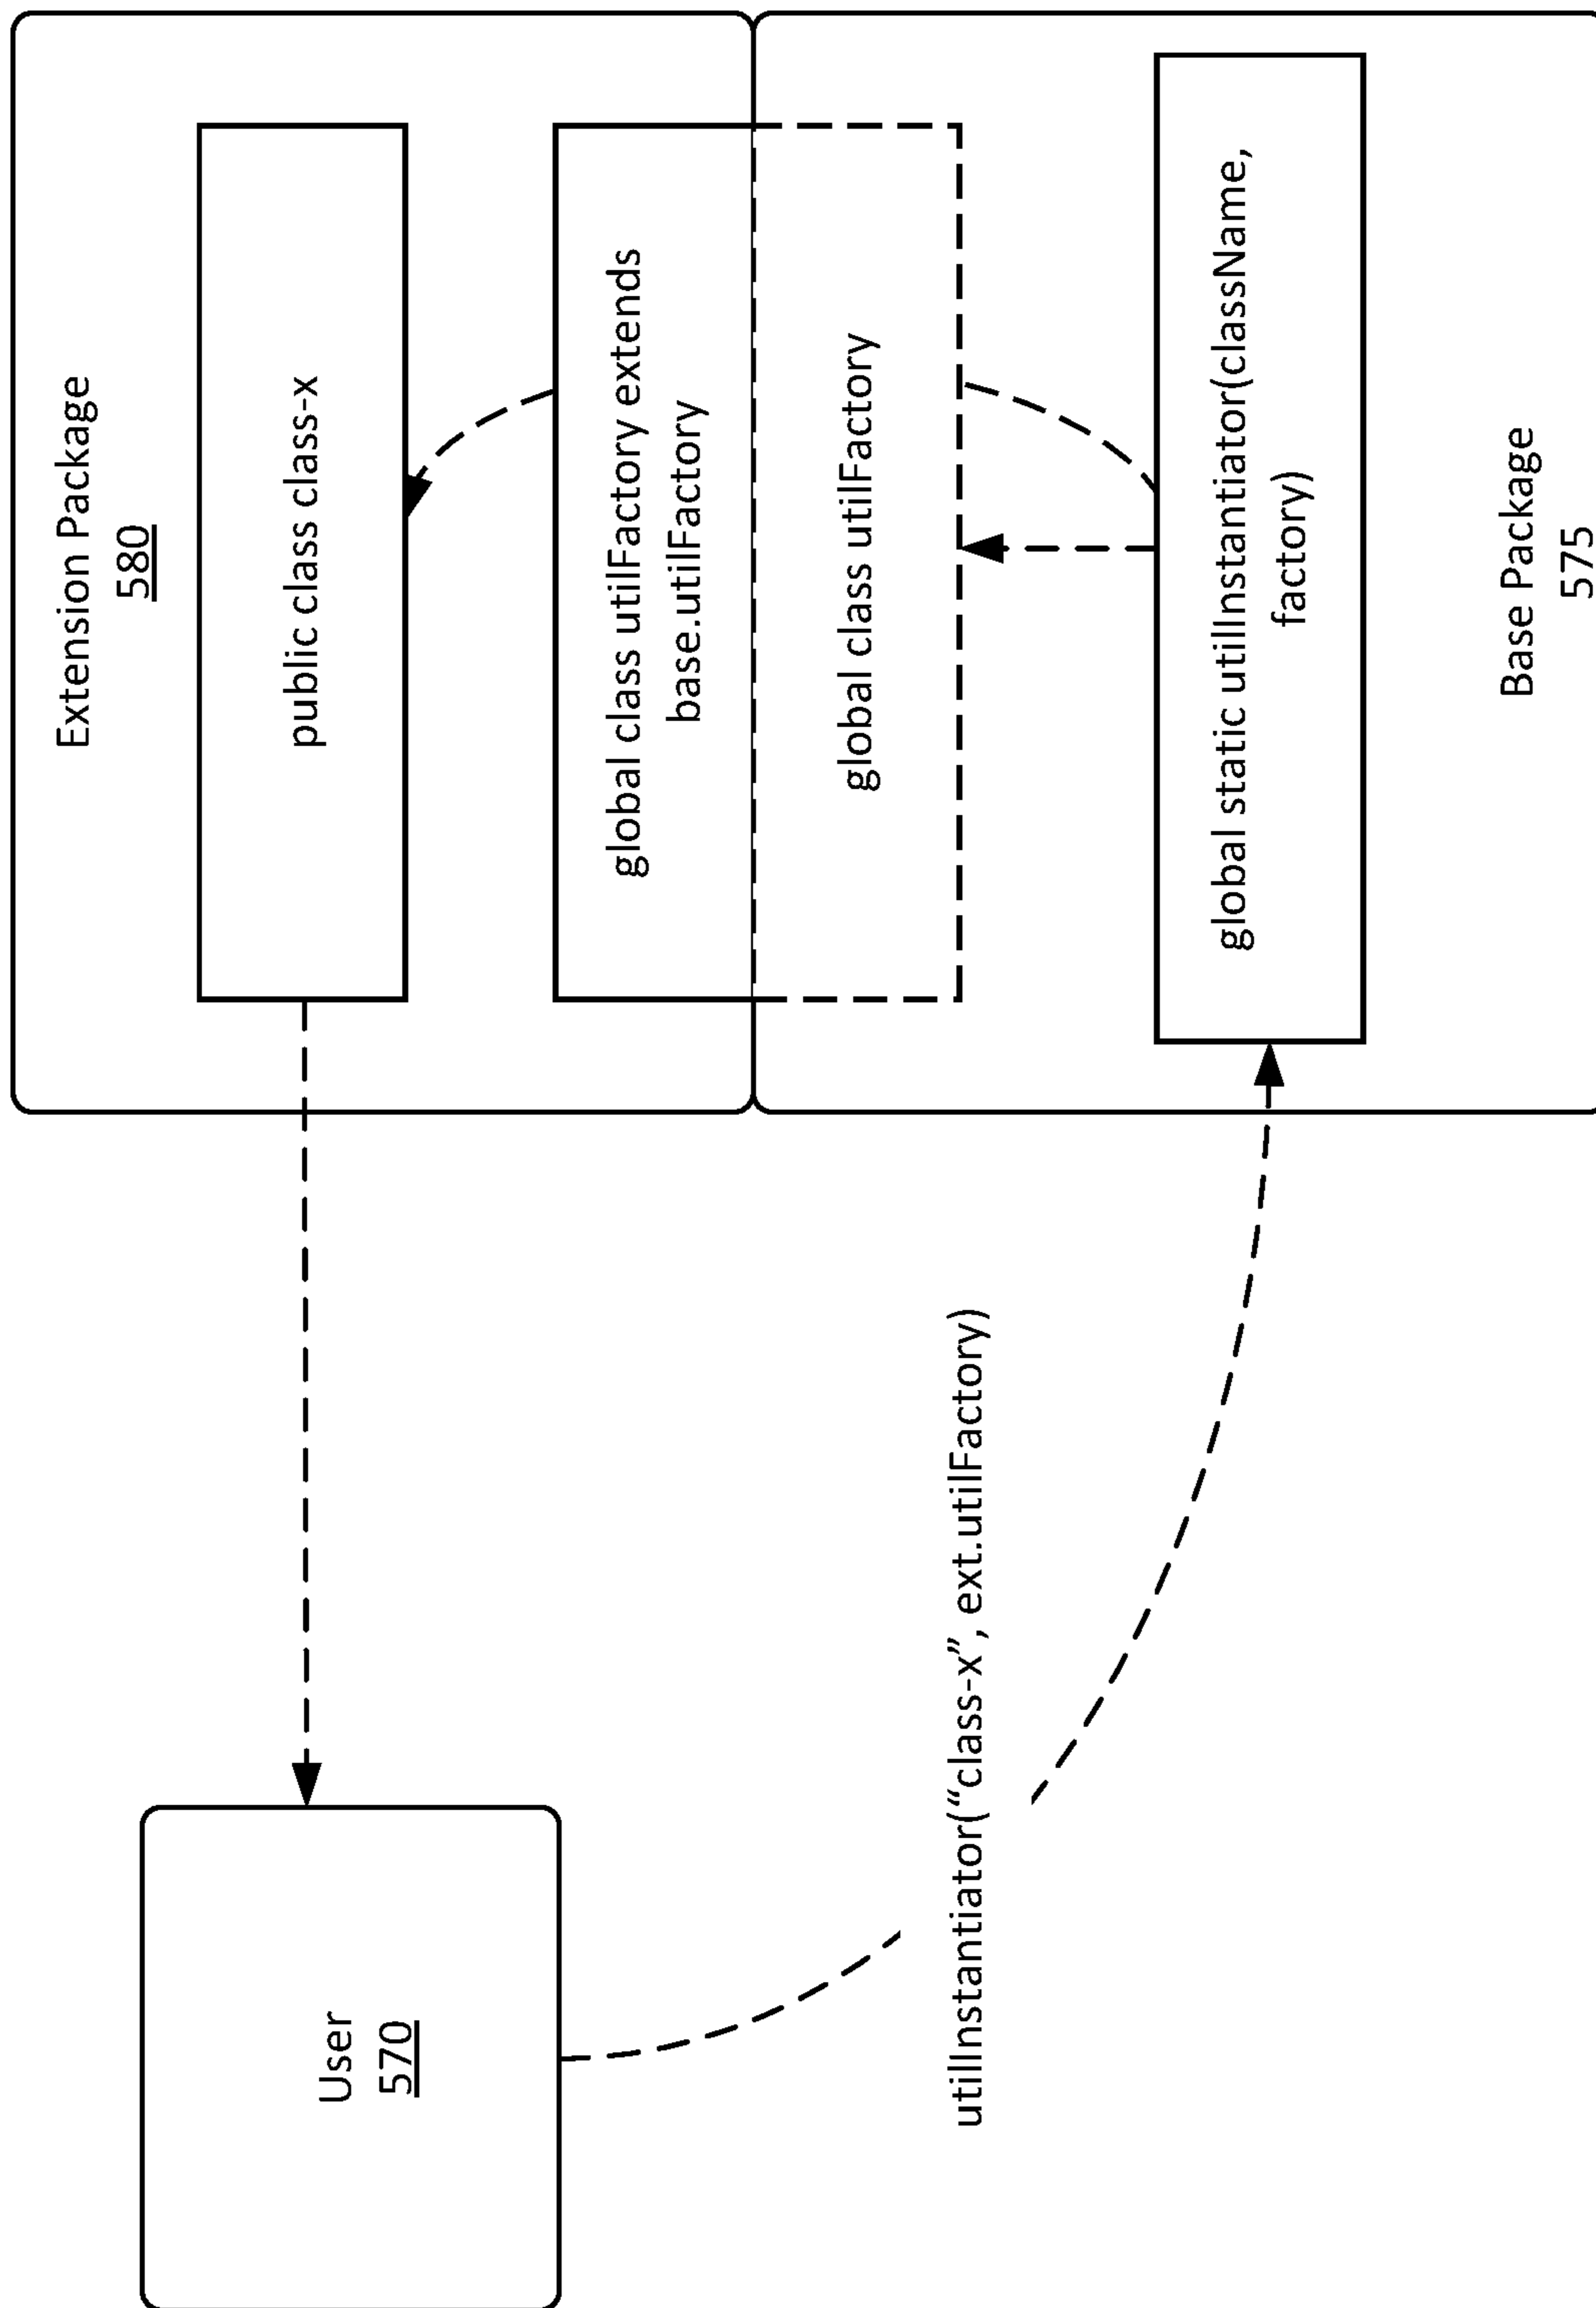 Extension Package
580
public class class-x
global class utilFactory extends
base.utilFactory
global class utilFactory
global static utilInstantiator(className,
factory)
Base Package
575
User
570
utilInstantiator(“class-x”, ext.utilFactory)